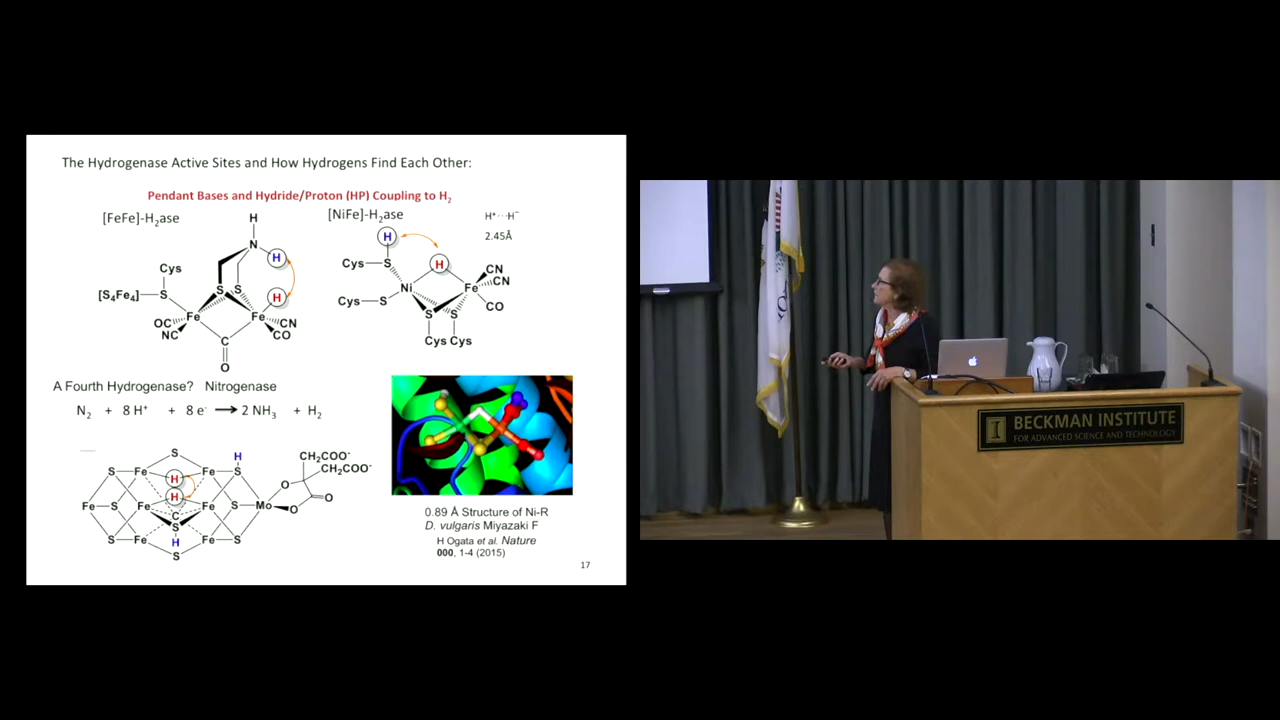 The Hydrogenase Active Sites and How Hydrogens Find Each Other:
Pendant Bases and Hydride/Proton (HP) Coupling to H₂
[FeFe]-H₂ase
[NiFe]-H₂ase
H⁺···H⁻
2.45Å
H
N
H
H
Cys
[S₄Fe₄]
S
S
S
Fe
Fe
OC
NC
CN
CO
C
O
H
H
Cys
S
Cys
S
Ni
Fe
CN
CN
CO
S
S
Cys Cys
A Fourth Hydrogenase? Nitrogenase
N₂ + 8 H⁺ + 8 e⁻ → 2 NH₃ + H₂
S
H
S
Fe
H
Fe
S
H
Fe
S
Fe
C
Fe
S
Mo
S
H
S
Fe
Fe
S
S
CH₂COO⁻
CH₂COO⁻
O
O
O
0.89 Å Structure of Ni-R
D. vulgaris Miyazaki F
H Ogata et al. Nature
000, 1-4 (2015)
17
I
BECKMAN INSTITUTE
FOR ADVANCED SCIENCE AND TECHNOLOGY